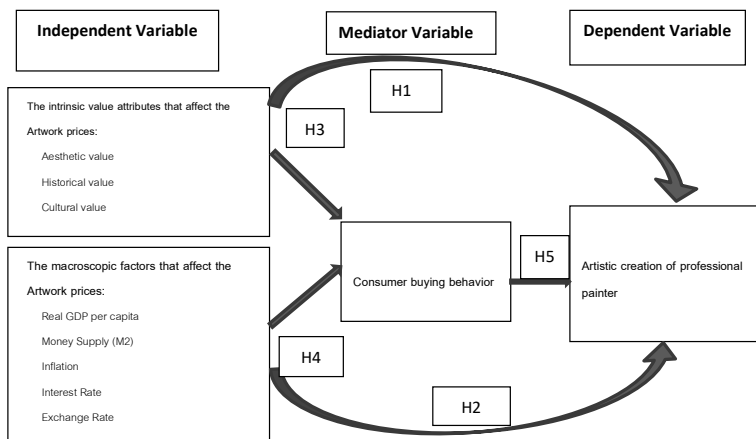 Independent Variable
Mediator Variable
Dependent Variable
H1
The intrinsic value attributes that affect the
Artwork prices:
Aesthetic value
Historical value
Cultural value
H3
The macroscopic factors that affect the
Artwork prices:
Real GDP per capita
Money Supply (M2)
Inflation
Interest Rate
Exchange Rate
Consumer buying behavior
H5
Artistic creation of professional
painter
H4
H2